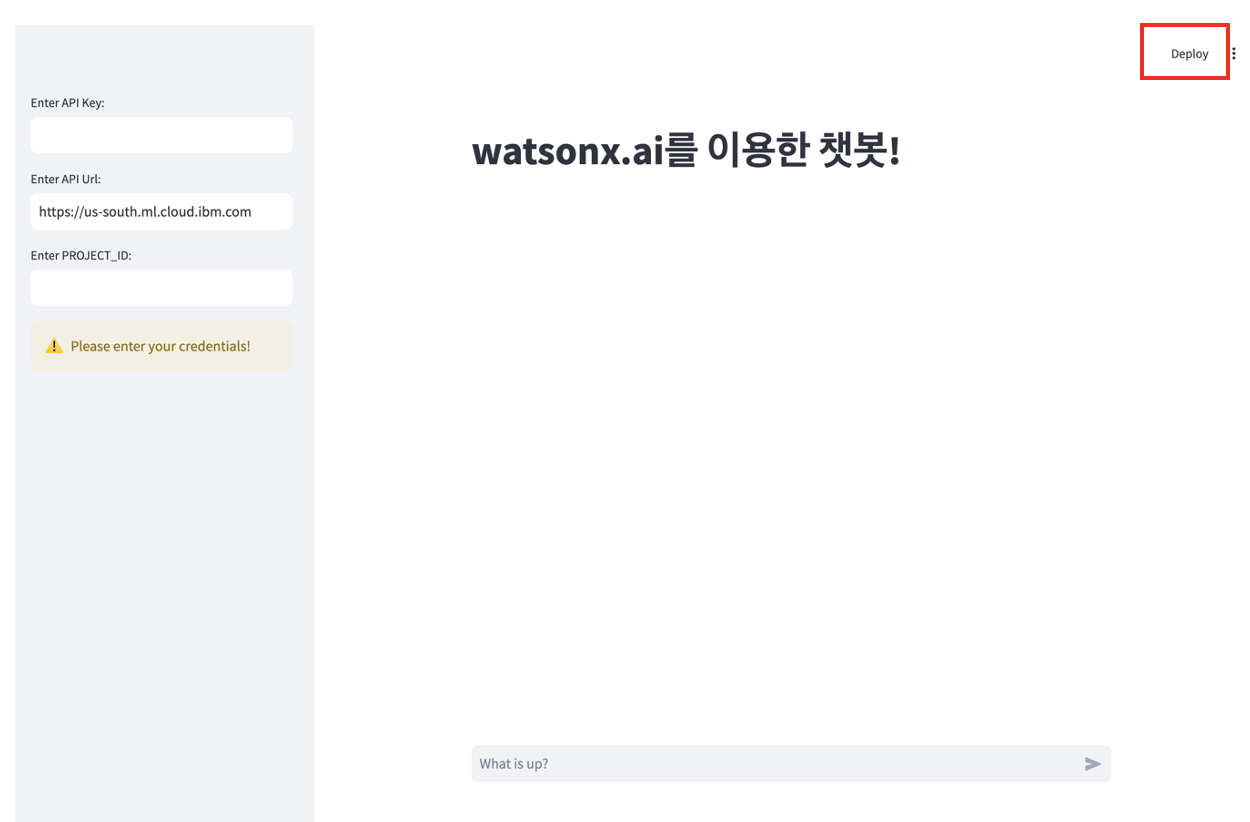 Deploy
Enter API Key:
Enter API Url:
https://us-south.ml.cloud.ibm.com
Enter PROJECT_ID:
Please enter your credentials!
watsonx.ai를 이용한 챗봇!
What is up?